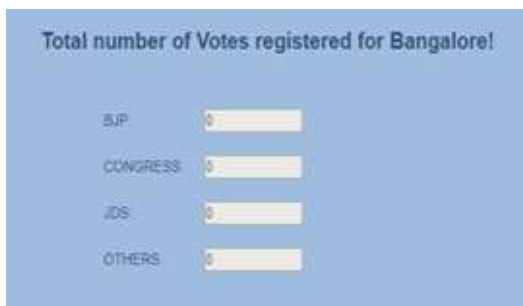 Total number of Votes registered for Bangalore!
BJP: 0
CONGRESS: 0
JDS: 0
OTHERS: 0